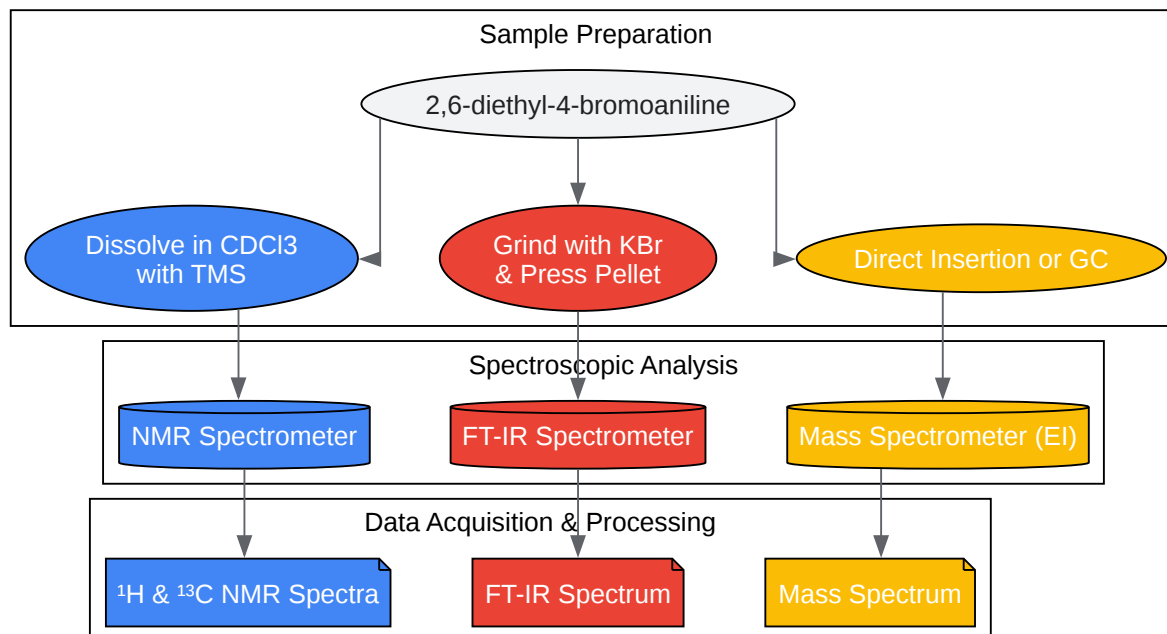 Sample Preparation
2,6-diethyl-4-bromoaniline
Dissolve in CDCl3
with TMS
Grind with KBr
& Press Pellet
Direct Insertion or GC
Spectroscopic Analysis
NMR Spectrometer
FT-IR Spectrometer
Mass Spectrometer (EI)
Data Acquisition & Processing
¹H & ¹³C NMR Spectra
FT-IR Spectrum
Mass Spectrum